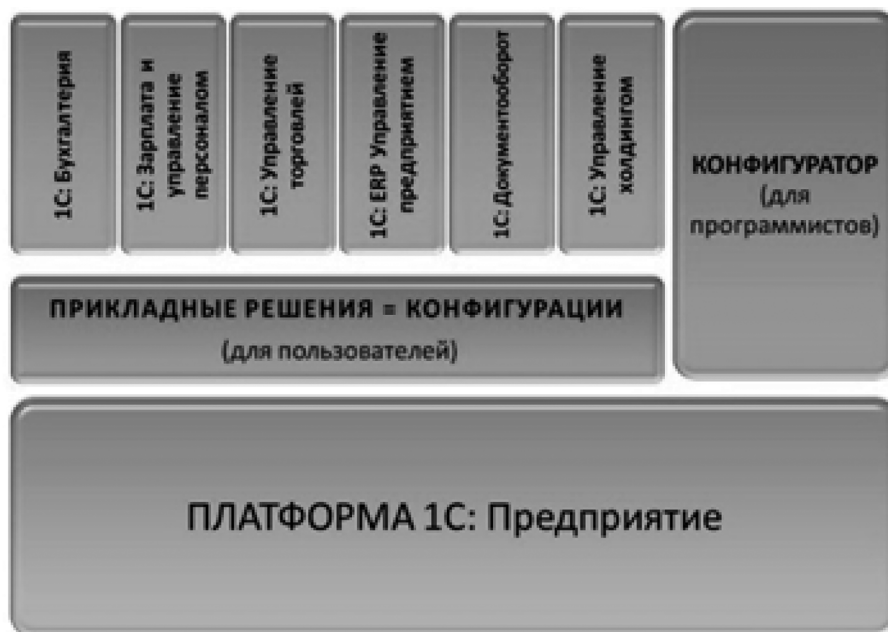 1С: Бухгалтерия
1С: Зарплата и
управление
персоналом
1С: Управление
торговлей
1С: ERP Управление
предприятием
1С: Документооборот
1С: Управление
холдингом
КОНФИГУРАТОР
(для
программистов)
ПРИКЛАДНЫЕ РЕШЕНИЯ = КОНФИГУРАЦИИ
(для пользователей)
ПЛАТФОРМА 1С: Предприятие